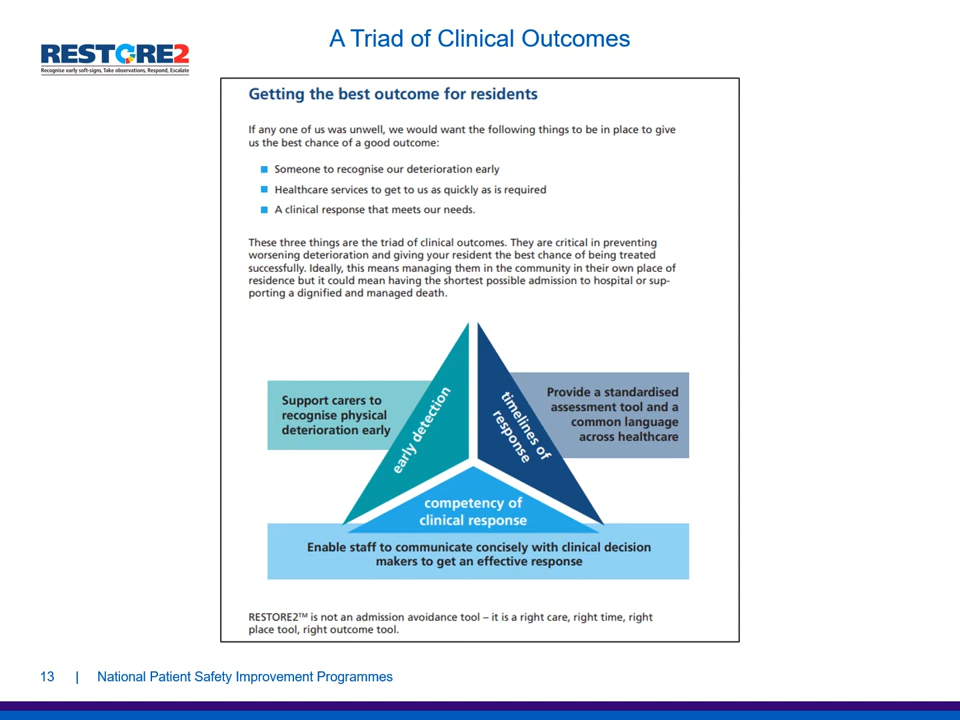 A Triad of Clinical Outcomes
RESTORE2
Recognise early soft-signs, Take observations, Respond, Escalate
Getting the best outcome for residents
If any one of us was unwell, we would want the following things to be in place to give
us the best chance of a good outcome:
Someone to recognise our deterioration early
Healthcare services to get to us as quickly as is required
A clinical response that meets our needs.
These three things are the triad of clinical outcomes. They are critical in preventing
worsening deterioration and giving your resident the best chance of being treated
successfully. Ideally, this means managing them in the community in their own place of
residence but it could mean having the shortest possible admission to hospital or sup-
porting a dignified and managed death.
Support carers to
recognise physical
deterioration early
early detection
timelines of
response
Provide a standardised
assessment tool and a
common language
across healthcare
competency of
clinical response
Enable staff to communicate concisely with clinical decision
makers to get an effective response
RESTORE2™ is not an admission avoidance tool – it is a right care, right time, right
place tool, right outcome tool.
13 | National Patient Safety Improvement Programmes